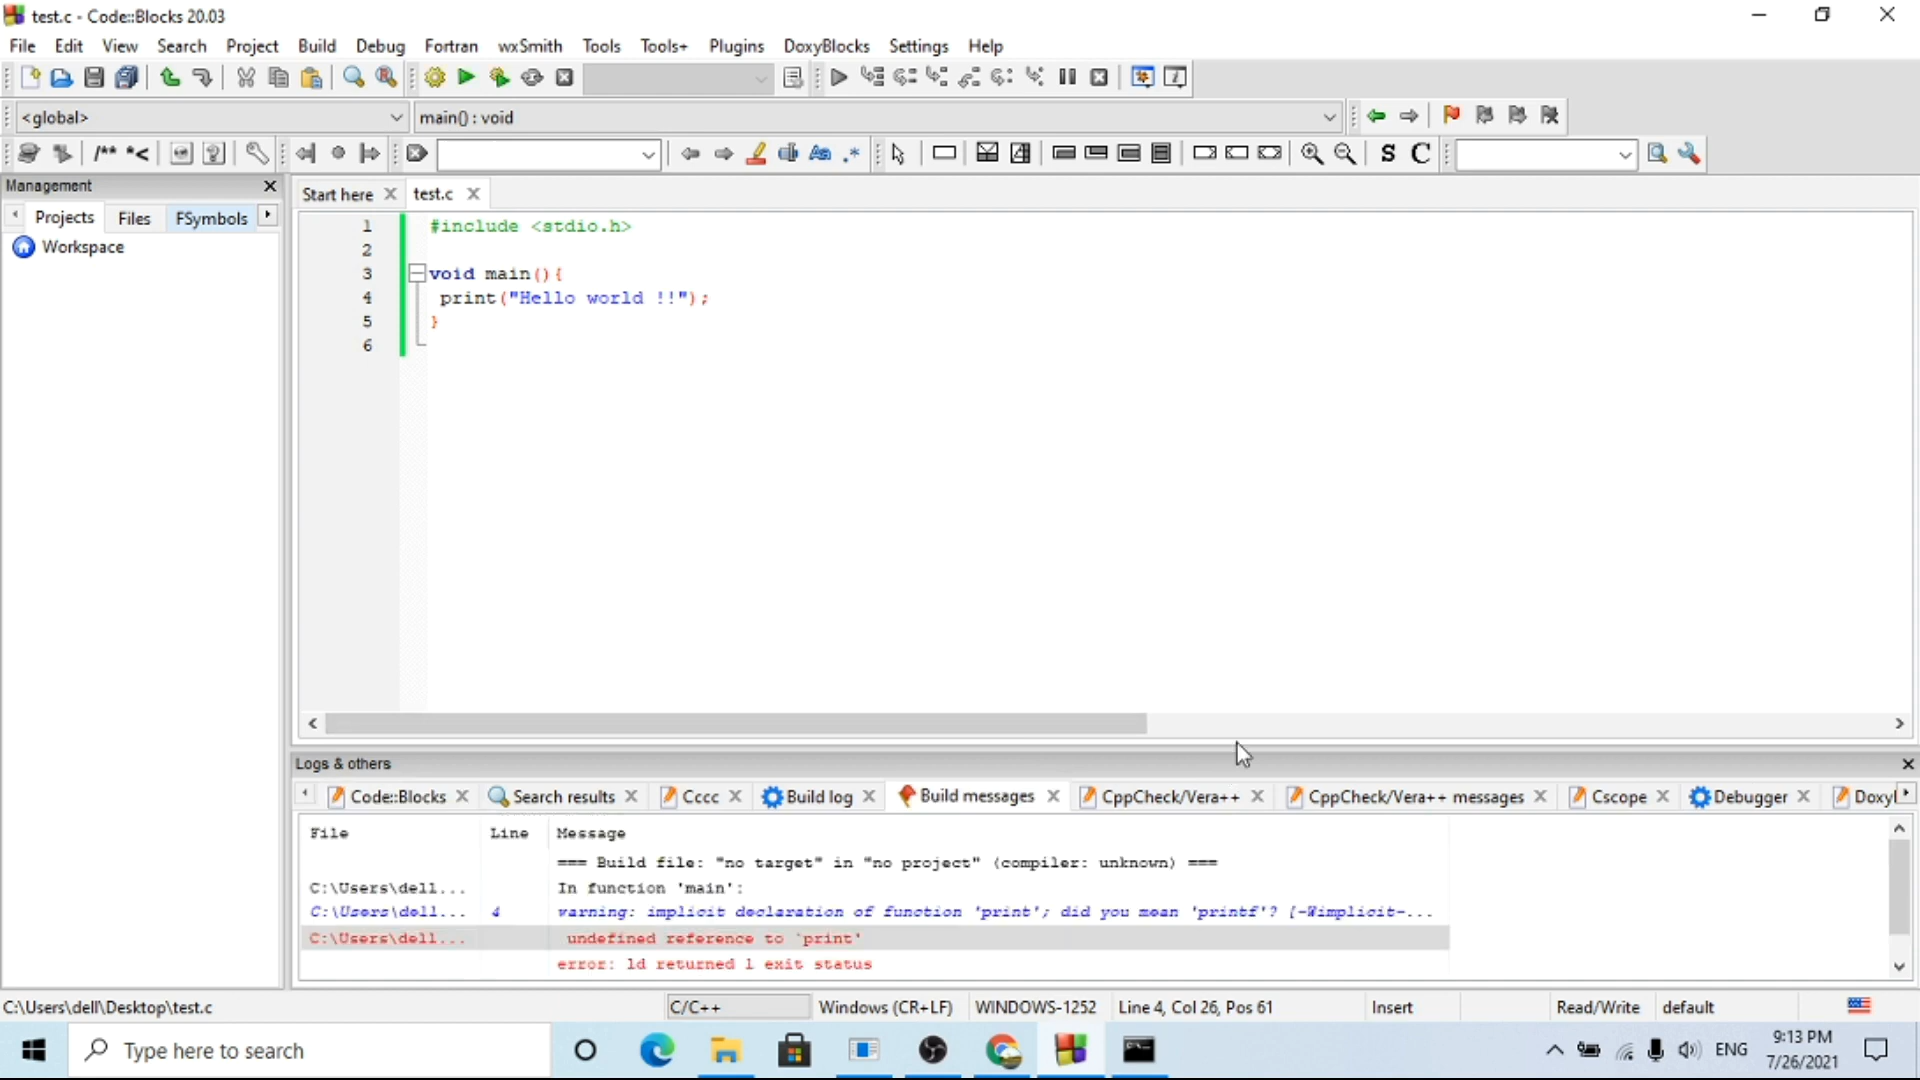 test.c - Code::Blocks 20.03
File Edit View Search Project Build Debug Fortran wxSmith Tools Tools+ Plugins DoxyBlocks Settings Help
<global> main() : void
/** *< Aa .* S C
Management
Projects Files FSymbols
Workspace
Start here test.c
1 #include <stdio.h>
2
3 void main(){
4 print("Hello world !!");
5 }
6
Logs & others
Code::Blocks Search results Cccc Build log Build messages CppCheck/Vera++ CppCheck/Vera++ messages Cscope Debugger Doxyl
File Line Message
=== Build file: "no target" in "no project" (compiler: unknown) ===
C:\Users\dell... In function 'main':
C:\Users\dell... 4 warning: implicit declaration of function 'print'; did you mean 'printf'? [-Wimplicit-...
C:\Users\dell... undefined reference to `print'
error: ld returned 1 exit status
C:\Users\dell\Desktop\test.c C/C++ Windows (CR+LF) WINDOWS-1252 Line 4, Col 26, Pos 61 Insert Read/Write default
Type here to search ENG 9:13 PM
7/26/2021